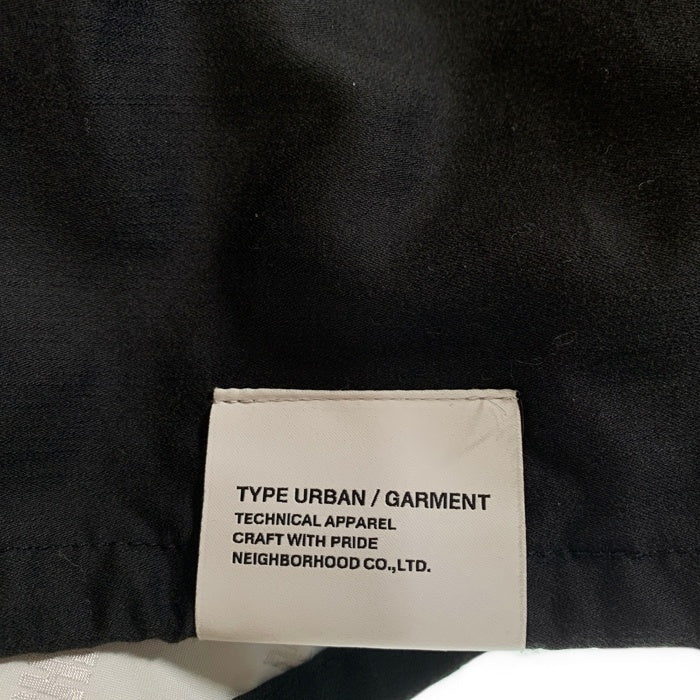 TYPE URBAN / GARMENT
TECHNICAL APPAREL
CRAFT WITH PRIDE
NEIGHBORHOOD CO.,LTD.